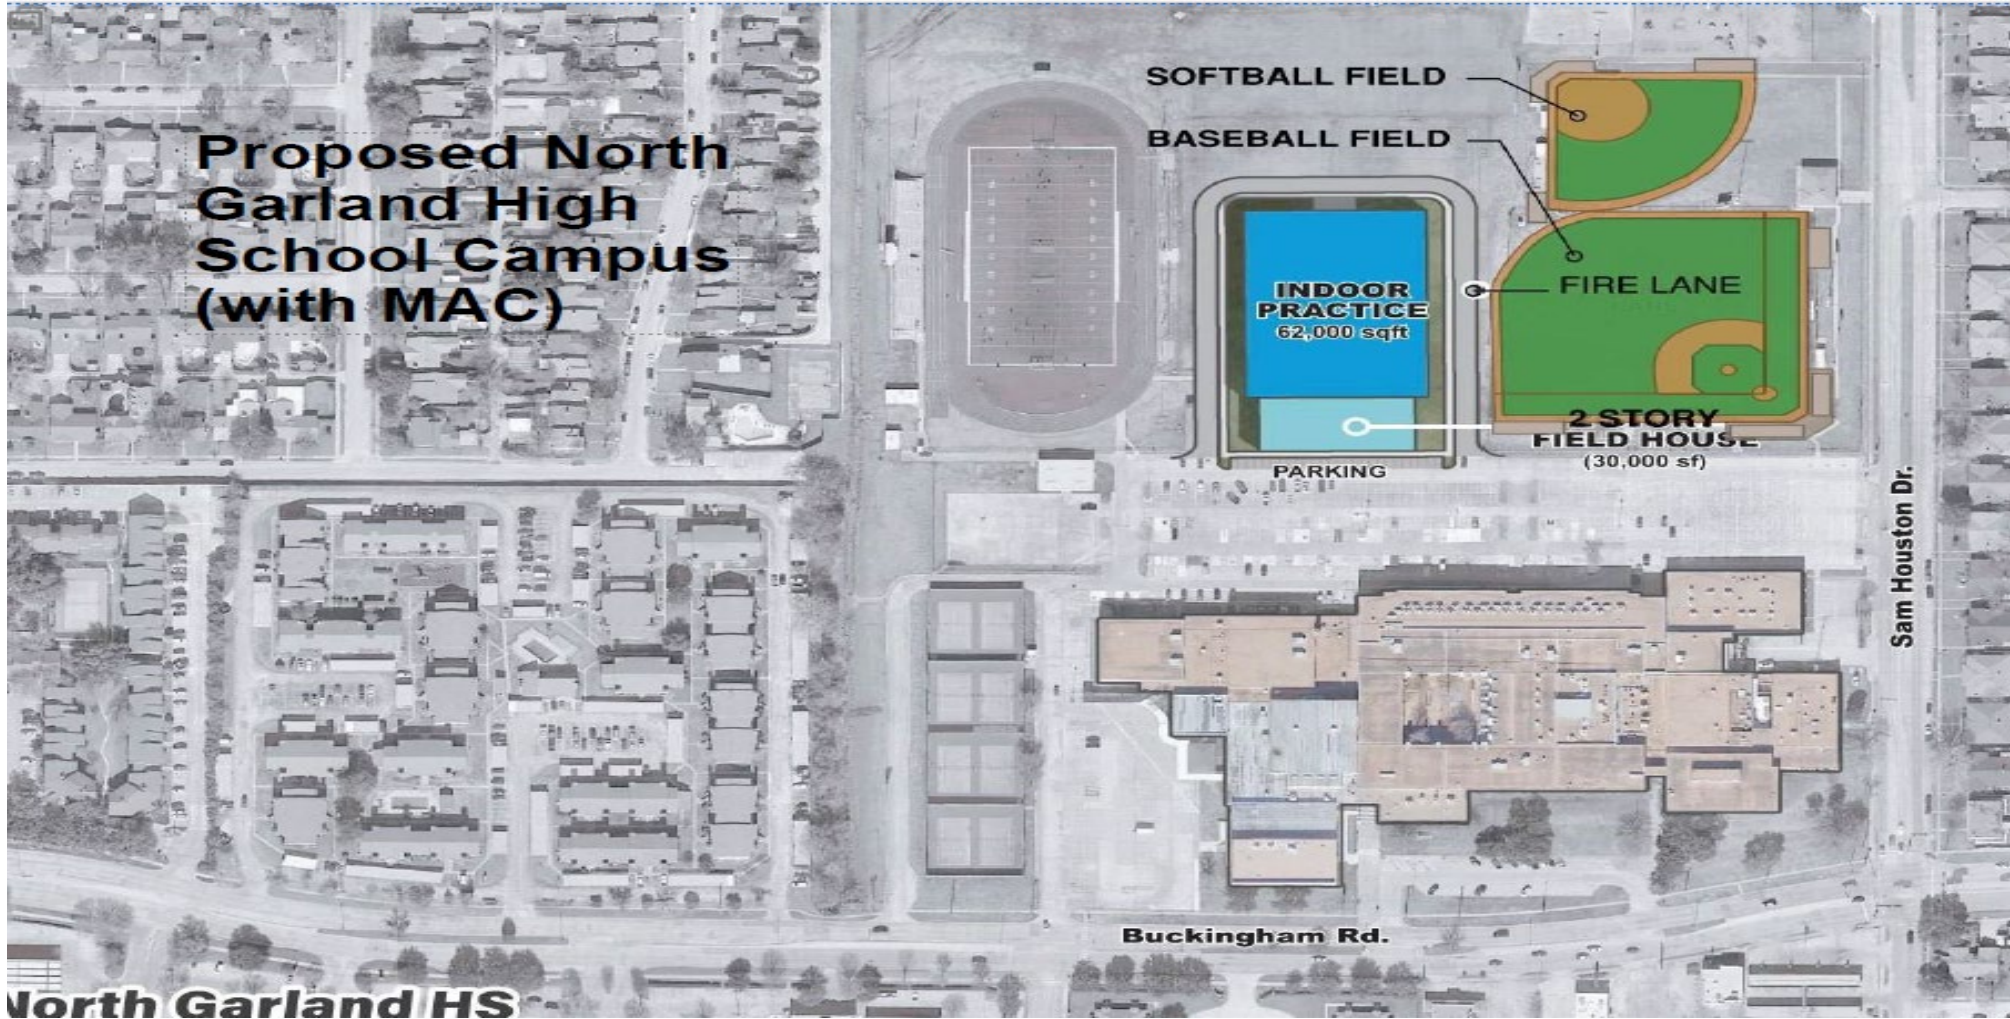 SOFTBALL FIELD
BASEBALL FIELD
Proposed North
Garland High
School Campus
(with MAC)
INDOOR
PRACTICE
62,000 sqft
FIRE LANE
2 STORY
FIELD HOUSE
(30,000 sf)
PARKING
Sam Houston Dr.
Buckingham Rd.
North Garland HS